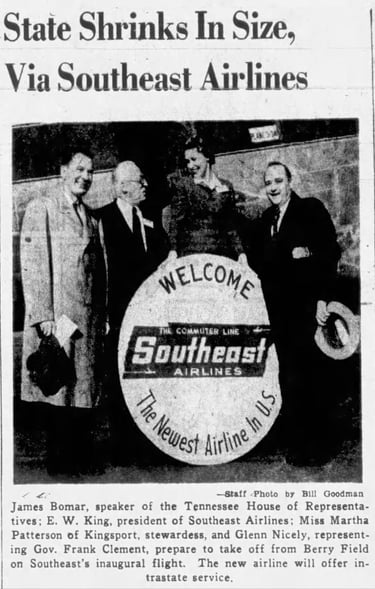 State Shrinks In Size,
Via Southeast Airlines
WELCOME
THE COMMUTER LINE
Southeast
AIRLINES
The Newest Airline In U.S
—Staff Photo by Bill Goodman
James Bomar, speaker of the Tennessee House of Representa-
tives; E. W. King, president of Southeast Airlines; Miss Martha
Patterson of Kingsport, stewardess, and Glenn Nicely, represent-
ing Gov. Frank Clement, prepare to take off from Berry Field
on Southeast's inaugural flight. The new airline will offer in-
trastate service.